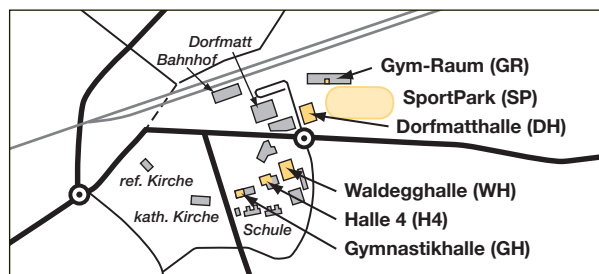 Dorfmatt
Bahnhof
Gym-Raum (GR)
SportPark (SP)
Dorfmatthalle (DH)
ref. Kirche
kath. Kirche
Schule
Waldegghalle (WH)
Halle 4 (H4)
Gymnastikhalle (GH)